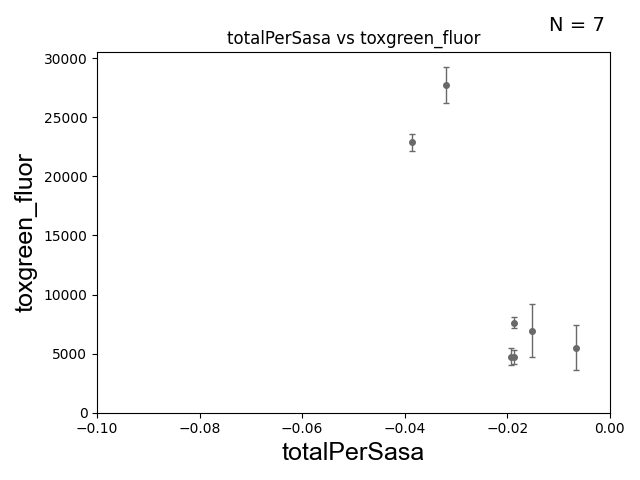 N = 7
totalPerSasa vs toxgreen_fluor
30000
25000
20000
15000
10000
5000
0
toxgreen_fluor
−0.10 −0.08 −0.06 −0.04 −0.02 0.00
totalPerSasa